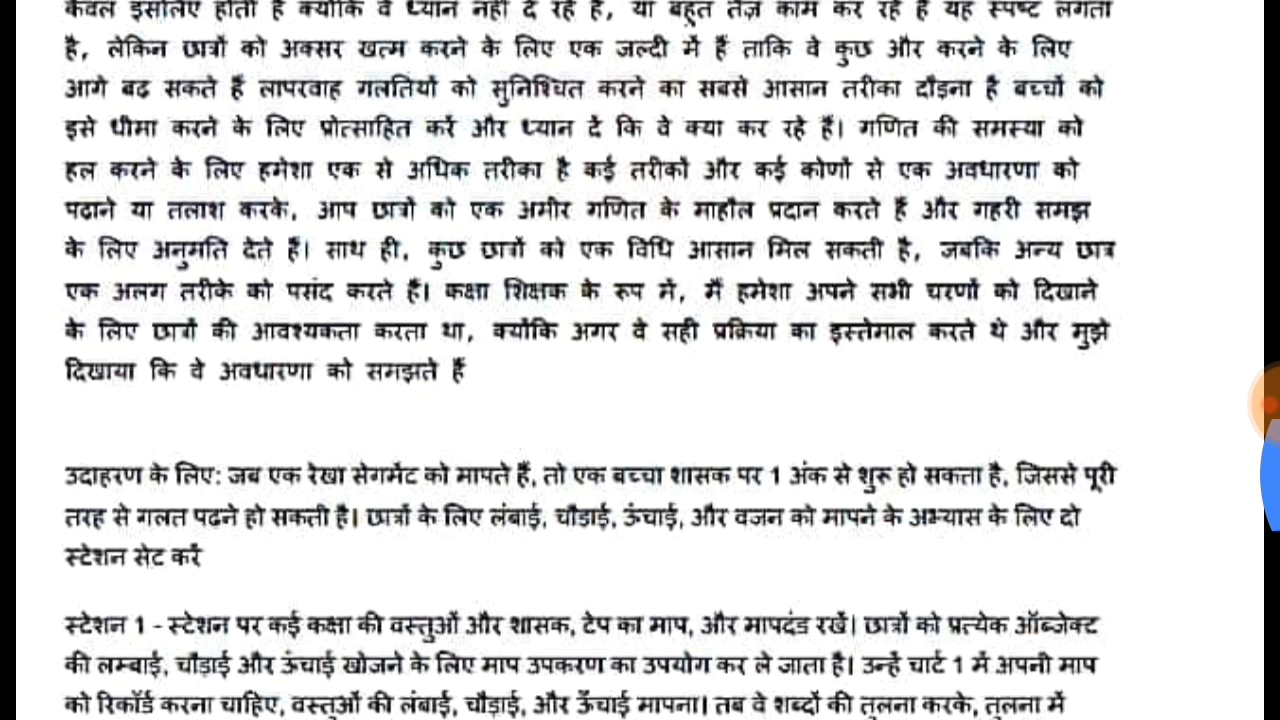 केवल इसलिए होती है क्योंकि वे ध्यान नहीं दे रहे हैं, या बहुत तेज़ काम कर रहे हैं यह स्पष्ट लगता
है, लेकिन छात्रों को अक्सर खत्म करने के लिए एक जल्दी में हैं ताकि वे कुछ और करने के लिए
आगे बढ़ सकते हैं लापरवाह गलतियों को सुनिश्चित करने का सबसे आसान तरीका दौड़ना है बच्चों को
इसे धीमा करने के लिए प्रोत्साहित करें और ध्यान दें कि वे क्या कर रहे हैं। गणित की समस्या को
हल करने के लिए हमेशा एक से अधिक तरीका है कई तरीकों और कई कोणों से एक अवधारणा को
पढ़ाने या तलाश करके, आप छात्रों को एक अमीर गणित के माहौल प्रदान करते हैं और गहरी समझ
के लिए अनुमति देते हैं। साथ ही, कुछ छात्रों को एक विधि आसान मिल सकती है, जबकि अन्य छात्र
एक अलग तरीके को पसंद करते हैं। कक्षा शिक्षक के रूप में, मैं हमेशा अपने सभी चरणों को दिखाने
के लिए छात्रों की आवश्यकता करता था, क्योंकि अगर वे सही प्रक्रिया का इस्तेमाल करते थे और मुझे
दिखाया कि वे अवधारणा को समझते हैं
उदाहरण के लिए: जब एक रेखा सेगमेंट को मापते हैं, तो एक बच्चा शासक पर 1 अंक से शुरू हो सकता है, जिससे पूरी
तरह से गलत पढ़ने हो सकती है। छात्रों के लिए लंबाई, चौड़ाई, ऊंचाई, और वजन को मापने के अभ्यास के लिए दो
स्टेशन सेट करें
स्टेशन 1 - स्टेशन पर कई कक्षा की वस्तुओं और शासक, टेप का माप, और मापदंड रखें। छात्रों को प्रत्येक ऑब्जेक्ट
की लम्बाई, चौड़ाई और ऊंचाई खोजने के लिए माप उपकरण का उपयोग कर ले जाता है। उन्हें चार्ट 1 में अपनी माप
को रिकॉर्ड करना चाहिए, वस्तुओं की लंबाई, चौड़ाई, और ऊँचाई मापना। तब वे शब्दों की तुलना करके, तुलना में